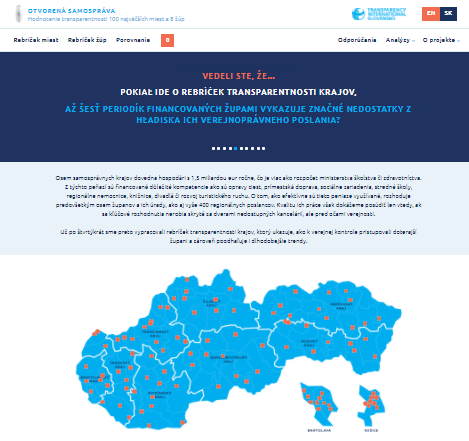 OTVORENÁ SAMOSPRÁVA
Hodnotenie transparentnosti 100 najväčších miest a 8 žúp
TRANSPARENCY
INTERNATIONAL
SLOVENSKO
EN SK
Rebríček miest Rebríček žúp Porovnania 0 Odporúčania Analýzy O projekte
VEDELI STE, ŽE...
POKIAĽ IDE O REBRÍČEK TRANSPARENTNOSTI KRAJOV,
AŽ ŠESŤ PERIODÍK FINANCOVANÝCH ŽUPAMI VYKAZUJE ZNAČNÉ NEDOSTATKY Z
HĽADISKA ICH VEREJNOPRÁVNEHO POSLANIA?
Osem samosprávnych krajov dovedna hospodári s 1,5 miliardou eur ročne, čo je viac ako rozpočet ministerstva školstva či zdravotníctva.
Z týchto peňazí sú financované dôležité kompetencie ako sú opravy ciest, prímestská doprava, sociálne zariadenia, stredné školy,
regionálne nemocnice, knižnice, divadlá či rozvoj turistického ruchu. O tom, ako efektívne sú tieto peniaze využívané, rozhoduje
predovšetkým osem županov a ich úrady, ako aj vyše 400 regionálnych poslancov. Kvalitu ich práce však dokážeme posúdiť len vtedy, ak
sa kľúčové rozhodnutia nerobia skryté za dverami nedostupných kancelárií, ale pred očami verejnosti.
Už po štvrtýkrát sme preto vypracovali rebríček transparentnosti krajov, ktorý ukazuje, ako k verejnej kontrole pristupovali doterajší
župani a zároveň poodhaľuje i dlhodobejšie trendy.
BRATISLAVA
KOŠICE